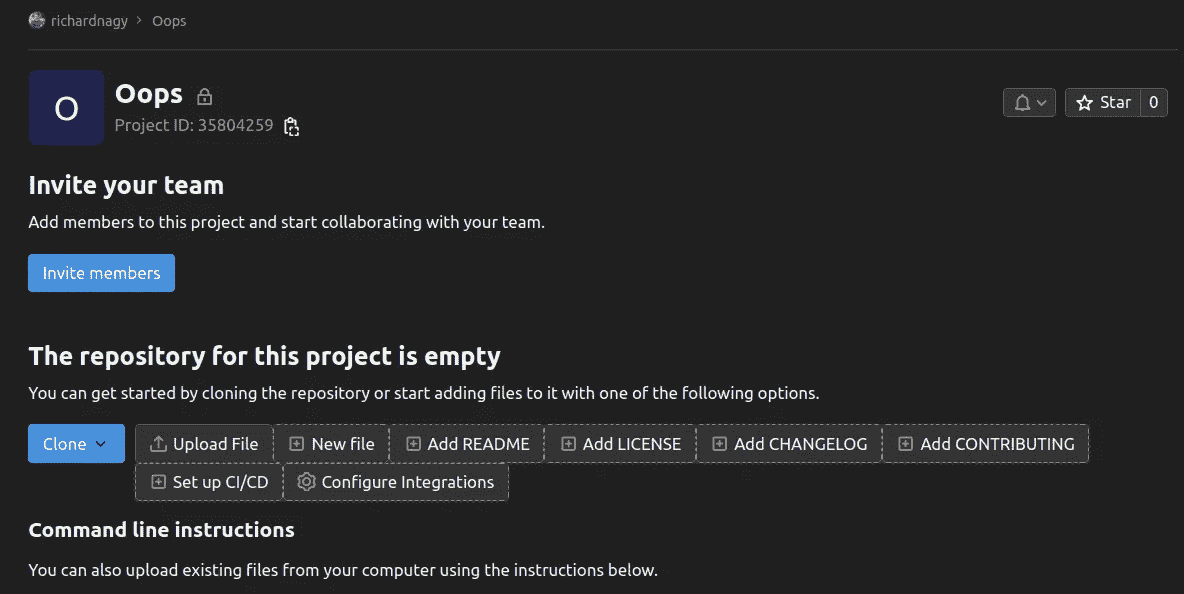 richardnagy > Oops
O
Oops
Project ID: 35804259
Star 0
Invite your team
Add members to this project and start collaborating with your team.
Invite members
The repository for this project is empty
You can get started by cloning the repository or start adding files to it with one of the following options.
Clone Upload File New file Add README Add LICENSE Add CHANGELOG Add CONTRIBUTING
Set up CI/CD Configure Integrations
Command line instructions
You can also upload existing files from your computer using the instructions below.